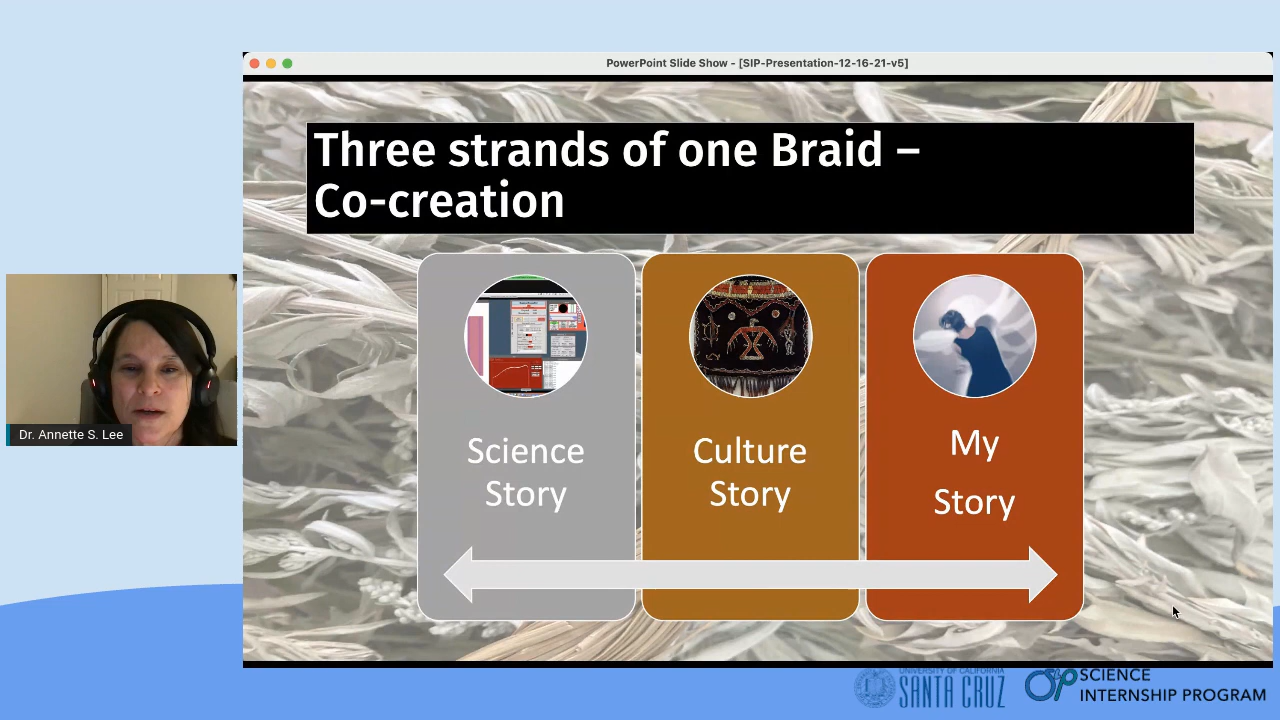 PowerPoint Slide Show - [SIP-Presentation-12-16-21-v5]
Three strands of one Braid –
Co-creation
Science
Story
Culture
Story
My
Story
Dr. Annette S. Lee
UNIVERSITY OF CALIFORNIA
SANTA CRUZ
SIP
SCIENCE
INTERNSHIP PROGRAM